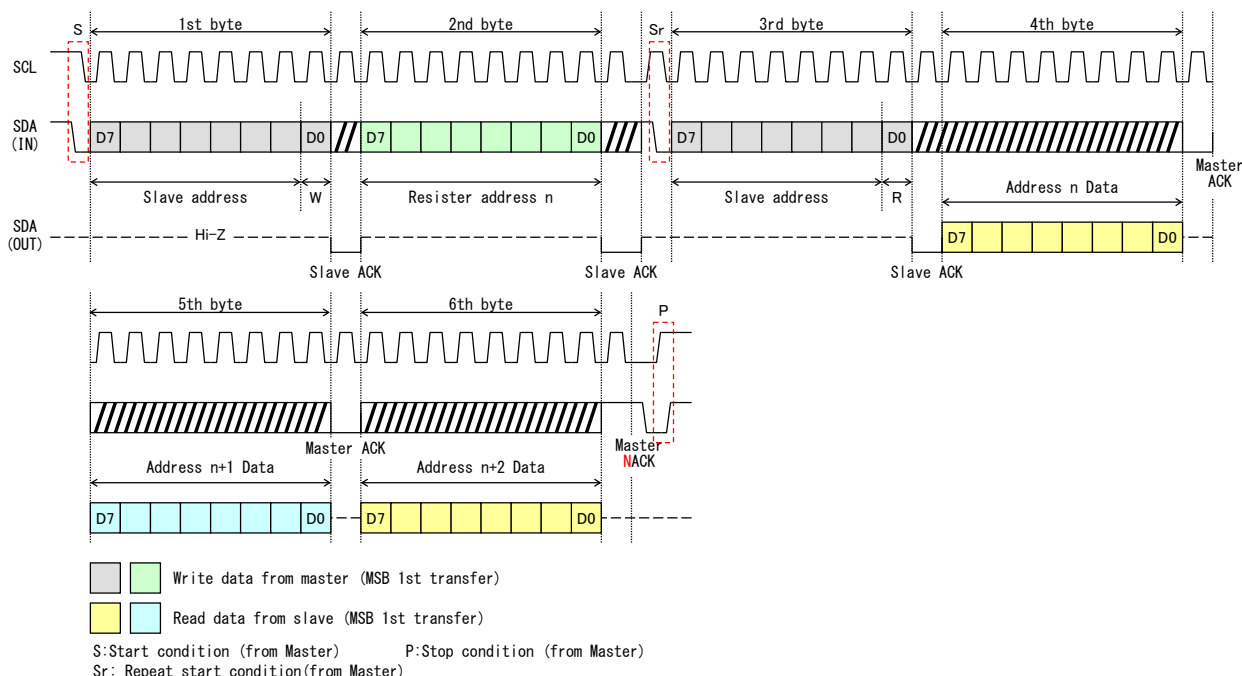 S 1st byte 2nd byte Sr 3rd byte 4th byte
SCL
SDA
(IN)
D7 D0 D7 D0 D7 D0
Slave address W Resister address n Slave address R Address n Data
Master
ACK
SDA
(OUT)
Hi-Z
D7 D0
Slave ACK Slave ACK Slave ACK
5th byte 6th byte P
Master ACK
Master
NACK
Address n+1 Data Address n+2 Data
D7 D0 D7 D0
Write data from master (MSB 1st transfer)
Read data from slave (MSB 1st transfer)
S:Start condition (from Master) P:Stop condition (from Master)
Sr: Repeat start condition(from Master)